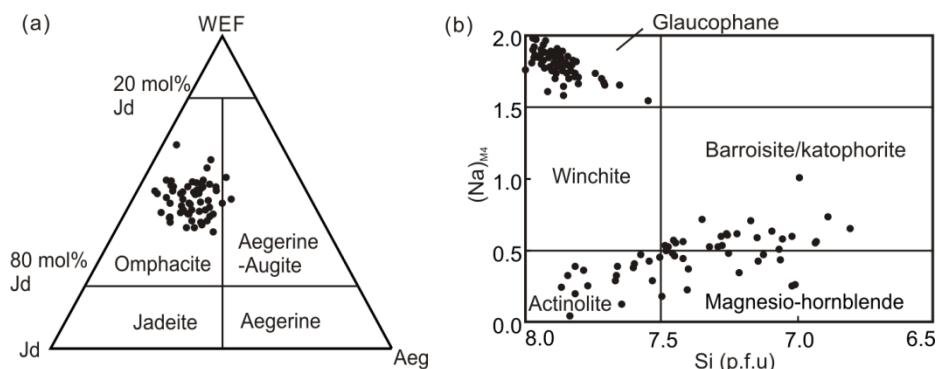 (a)
WEF
20 mol%
Jd
80 mol%
Jd
Omphacite
Aegerine
-Augite
Jadeite
Aegerine
Jd
Aeg
(b)
Glaucophane
2.0
1.5
1.0
0.5
0.0
(Na)M4
Winchite
Barroisite/katophorite
Actinolite
Magnesio-hornblende
8.0
7.5
7.0
6.5
Si (p.f.u)